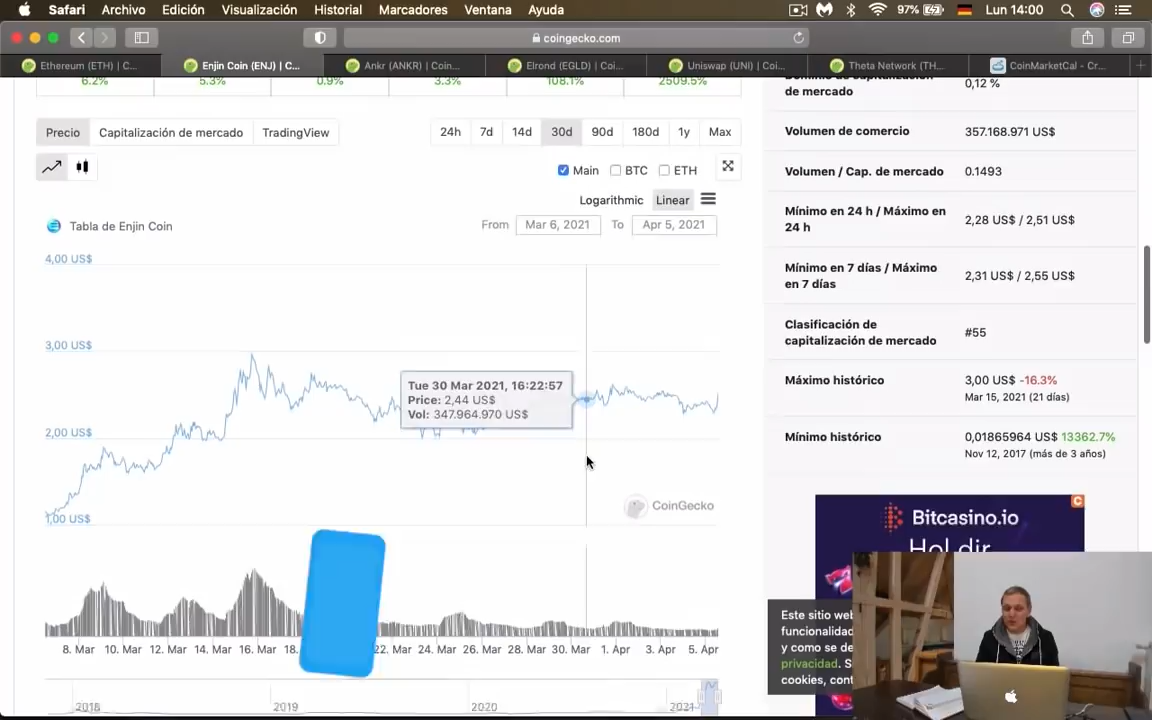 Safari Archivo Edición Visualización Historial Marcadores Ventana Ayuda 97% Lun 14:00
coingecko.com
Ethereum (ETH) | C... Enjin Coin (ENJ) | C... Ankr (ANKR) | Coin... Elrond (EGLD) | Coi... Uniswap (UNI) | Coi... Theta Network (TH... CoinMarketCal - Cr...
6.2% 5.3% 0.9% 3.3% 108.1% 2509.5%
Precio Capitalización de mercado TradingView 24h 7d 14d 30d 90d 180d 1y Max
Main BTC ETH
Logarithmic Linear
Tabla de Enjin Coin From Mar 6, 2021 To Apr 5, 2021
4,00 US$
3,00 US$
2,00 US$
1,00 US$
Tue 30 Mar 2021, 16:22:57
Price: 2,44 US$
Vol: 347.964.970 US$
CoinGecko
8. Mar 10. Mar 12. Mar 14. Mar 16. Mar 18. 22. Mar 24. Mar 26. Mar 28. Mar 30. Mar 1. Apr 3. Apr 5. Apr
2018 2019 2020 2021
de mercado 0,12 %
Volumen de comercio 357.168.971 US$
Volumen / Cap. de mercado 0.1493
Mínimo en 24 h / Máximo en
24 h 2,28 US$ / 2,51 US$
Mínimo en 7 días / Máximo
en 7 días 2,31 US$ / 2,55 US$
Clasificación de
capitalización de mercado #55
Máximo histórico 3,00 US$ -16.3%
Mar 15, 2021 (21 días)
Mínimo histórico 0,01865964 US$ 13362.7%
Nov 12, 2017 (más de 3 años)
C
Bitcasino.io
Este sitio web
funcionalidad
y como se de
privacidad. S
cookies, cont